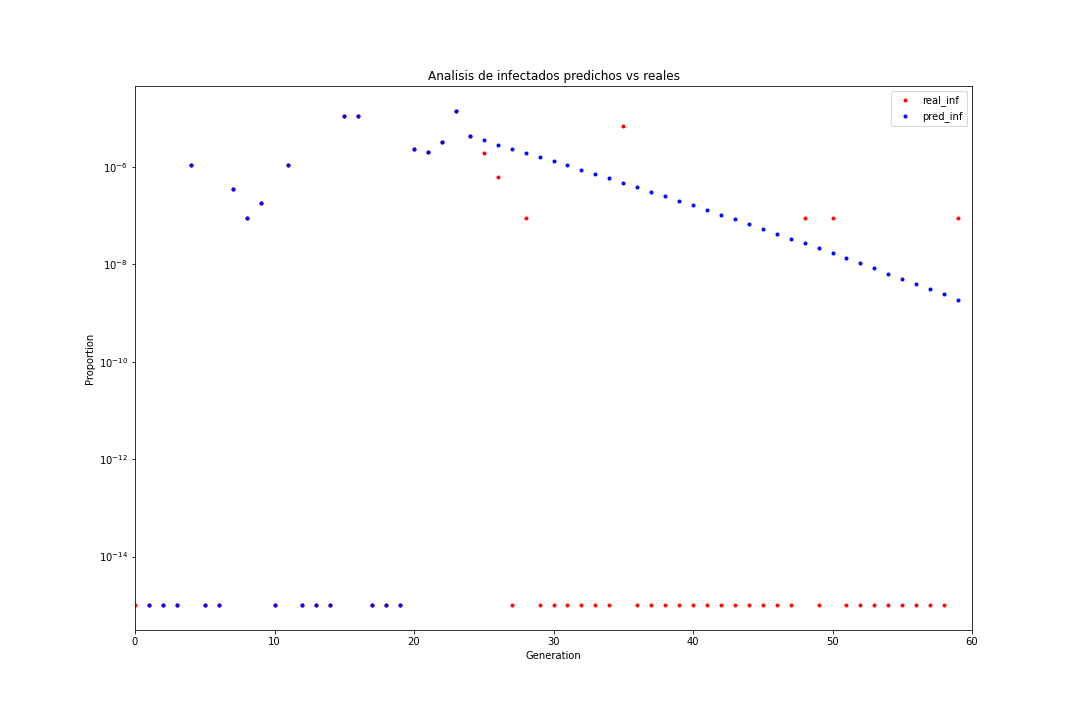 Analisis de infectados predichos vs reales
real_inf
pred_inf
Proportion
10⁻⁶
10⁻⁸
10⁻¹⁰
10⁻¹²
10⁻¹⁴
0 10 20 30 40 50 60
Generation